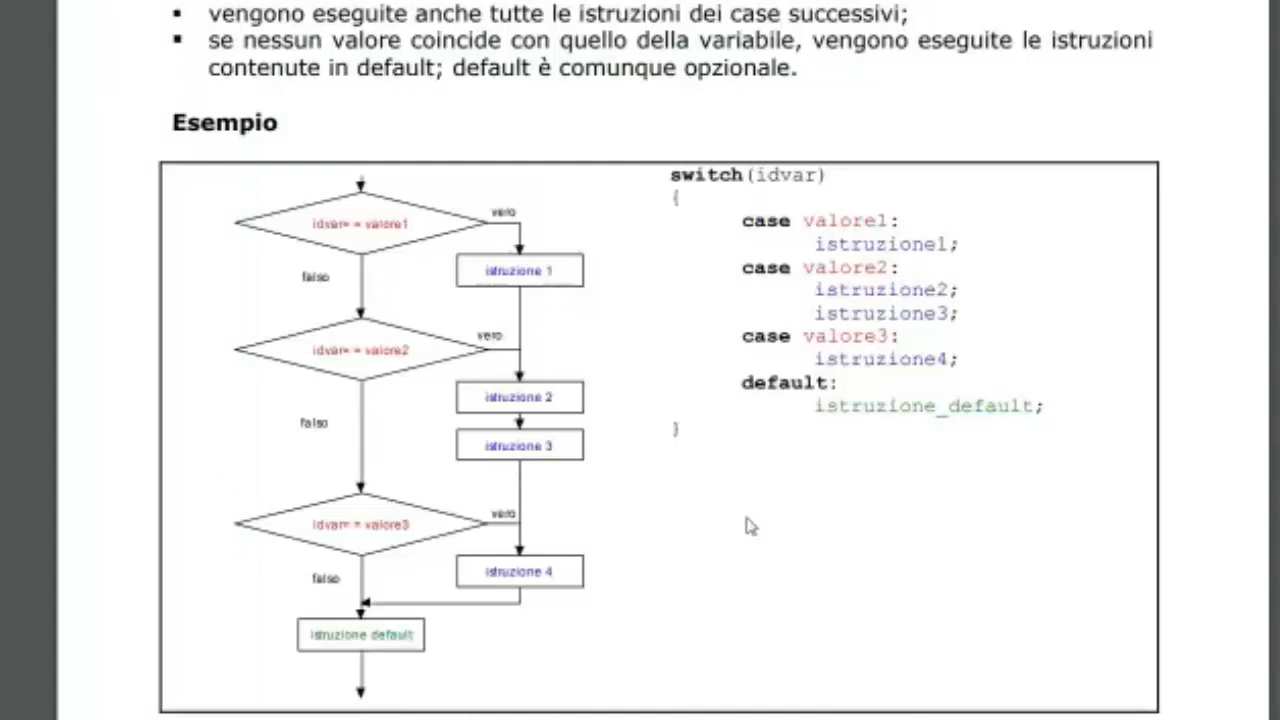 ▪ vengono eseguite anche tutte le istruzioni dei case successivi;
▪ se nessun valore coincide con quello della variabile, vengono eseguite le istruzioni
contenute in default; default è comunque opzionale.
Esempio
idvar= = valore1
vero
falso
istruzione 1
idvar= = valore2
vero
falso
istruzione 2
istruzione 3
idvar= = valore3
vero
falso
istruzione 4
istruzione default
switch(idvar)
{
case valore1:
istruzione1;
case valore2:
istruzione2;
istruzione3;
case valore3:
istruzione4;
default:
istruzione_default;
}